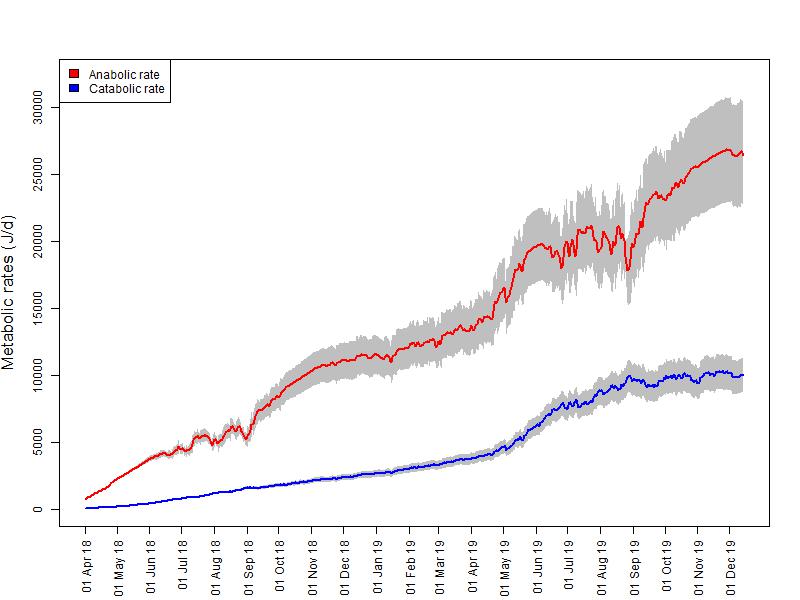 Anabolic rate
Catabolic rate
Metabolic rates (J/d)
30000
25000
20000
15000
10000
5000
0
01 Apr 18
01 May 18
01 Jun 18
01 Jul 18
01 Aug 18
01 Sep 18
01 Oct 18
01 Nov 18
01 Dec 18
01 Jan 19
01 Feb 19
01 Mar 19
01 Apr 19
01 May 19
01 Jun 19
01 Jul 19
01 Aug 19
01 Sep 19
01 Oct 19
01 Nov 19
01 Dec 19